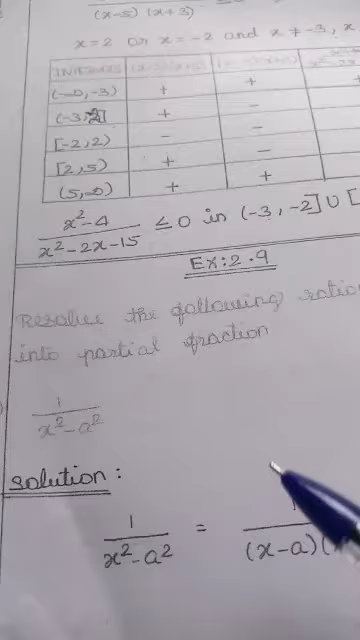 (x-5) (x+3)
x = 2 or x = -2 and x ≠ -3, x
INTERVALS
(-∞,-3) + +
(-3,-2] + -
[-2,2) - -
[2,5) + -
(5,∞) + +
x²-4 / x²-2x-15 ≤ 0 in (-3,-2] ∪ [
Ex: 2.9
Resolve the following ratio
into partial fraction
1 / x²-a²
Solution :
1 / x²-a² = 1 / (x-a)(